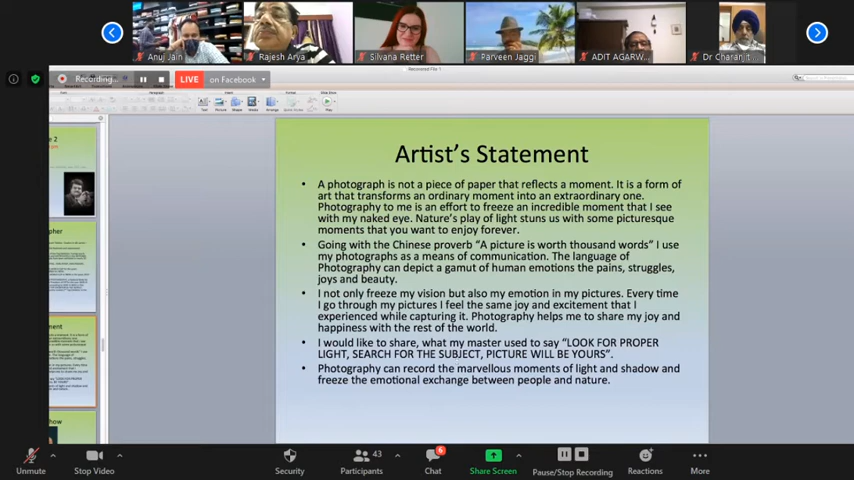 Anuj Jain
Rajesh Arya
Silvana Retter
Parveen Jaggi
ADIT AGARW...
Dr Charanjit
Recording...
LIVE on Facebook
Artist's Statement
• A photograph is not a piece of paper that reflects a moment. It is a form of
art that transforms an ordinary moment into an extraordinary one.
Photography to me is an effort to freeze an incredible moment that I see
with my naked eye. Nature's play of light stuns us with some picturesque
moments that you want to enjoy forever.
• Going with the Chinese proverb "A picture is worth thousand words" I use
my photographs as a means of communication. The language of
Photography can depict a gamut of human emotions the pains, struggles,
joys and beauty.
• I not only freeze my vision but also my emotion in my pictures. Every time
I go through my pictures I feel the same joy and excitement that I
experienced while capturing it. Photography helps me to share my joy and
happiness with the rest of the world.
• I would like to share, what my master used to say "LOOK FOR PROPER
LIGHT, SEARCH FOR THE SUBJECT, PICTURE WILL BE YOURS".
• Photography can record the marvellous moments of light and shadow and
freeze the emotional exchange between people and nature.
Unmute
Stop Video
Security
43
Participants
6
Chat
Share Screen
Pause/Stop Recording
Reactions
More